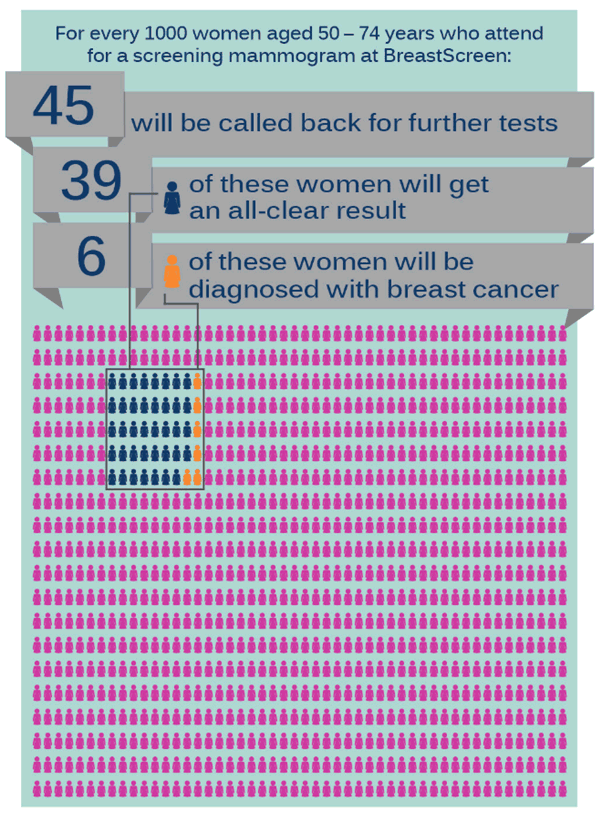 For every 1000 women aged 50 – 74 years who attend
for a screening mammogram at BreastScreen:
45
will be called back for further tests
39
of these women will get
an all-clear result
6
of these women will be
diagnosed with breast cancer